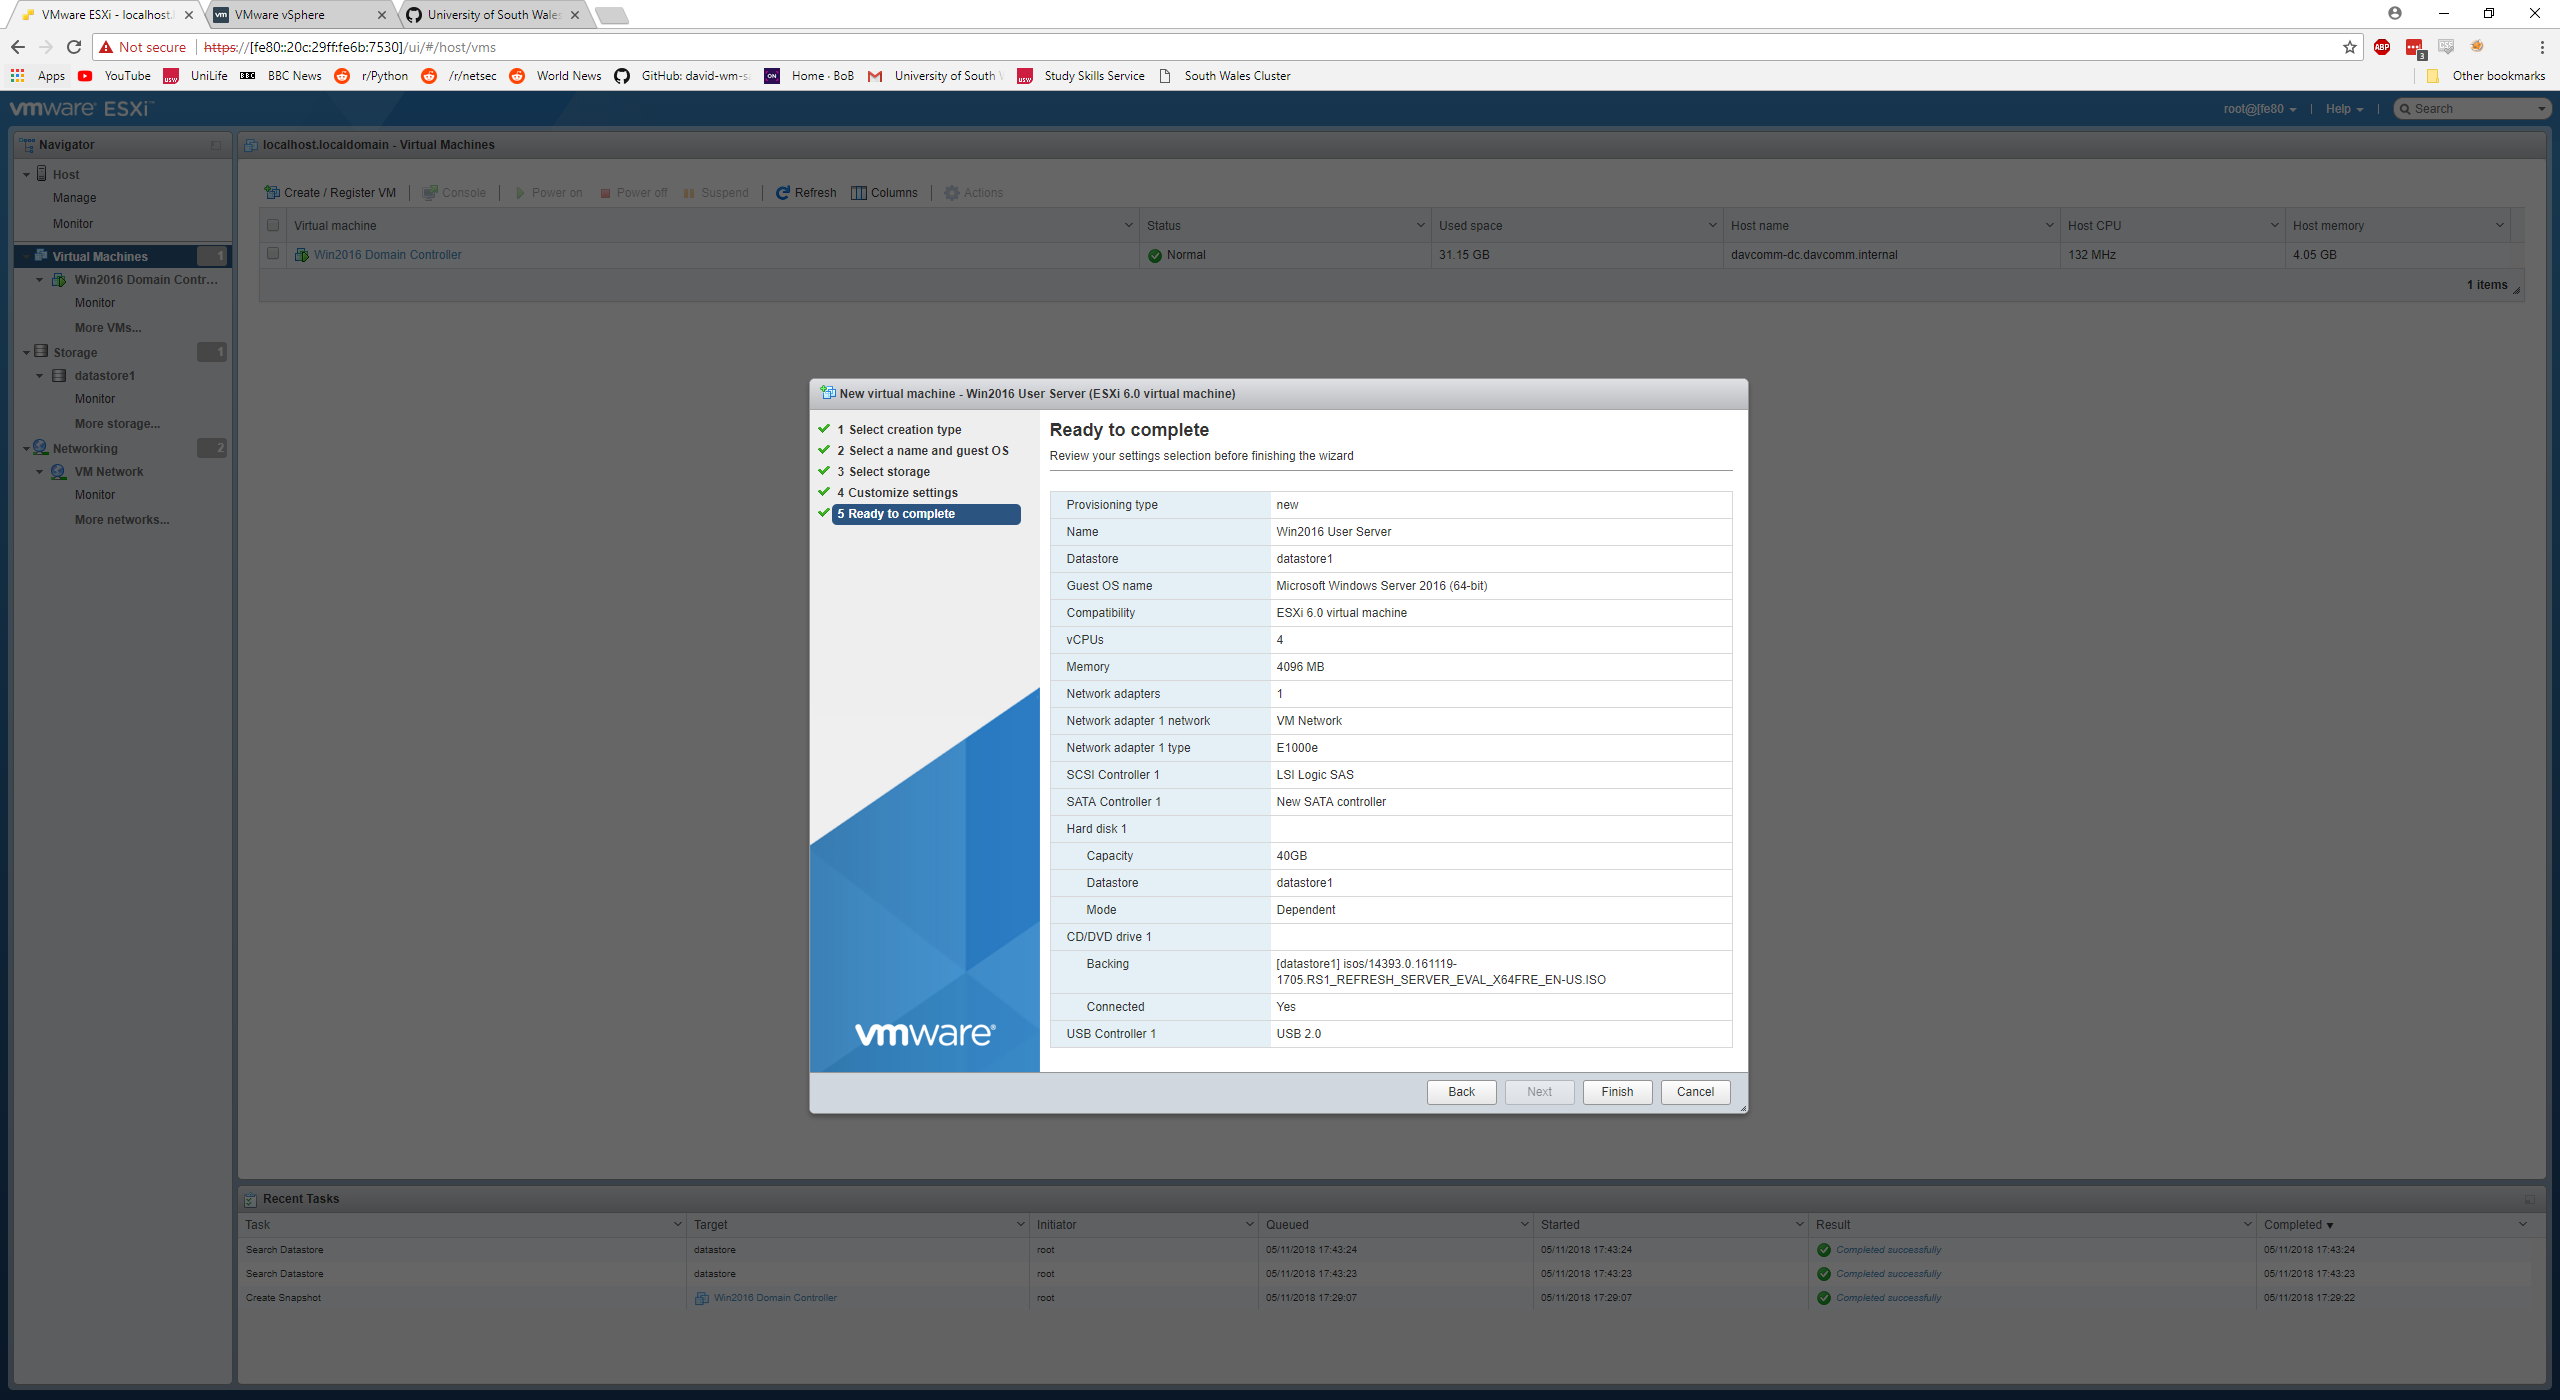 VMware ESXi - localhost.
VMware vSphere
University of South Wales
Not secure https://[fe80::20c:29ff:fe6b:7530]/ui/#/host/vms
ABP 3 CSS
Apps YouTube usw UniLife BBC BBC News r/Python /r/netsec World News GitHub: david-wm-sa ON Home · BoB University of South W usw Study Skills Service South Wales Cluster Other bookmarks
vmware ESXi™ root@[fe80 | Help | Search
Navigator
Host
Manage
Monitor
Virtual Machines 1
Win2016 Domain Contr...
Monitor
More VMs...
Storage 1
datastore1
Monitor
More storage...
Networking 2
VM Network
Monitor
More networks...
localhost.localdomain - Virtual Machines
Create / Register VM | Console | Power on Power off Suspend | Refresh Columns | Actions
Virtual machine Status Used space Host name Host CPU Host memory
Win2016 Domain Controller Normal 31.15 GB davcomm-dc.davcomm.internal 132 MHz 4.05 GB
1 items
New virtual machine - Win2016 User Server (ESXi 6.0 virtual machine)
1 Select creation type
2 Select a name and guest OS
3 Select storage
4 Customize settings
5 Ready to complete
vmware®
Ready to complete
Review your settings selection before finishing the wizard
Provisioning type new
Name Win2016 User Server
Datastore datastore1
Guest OS name Microsoft Windows Server 2016 (64-bit)
Compatibility ESXi 6.0 virtual machine
vCPUs 4
Memory 4096 MB
Network adapters 1
Network adapter 1 network VM Network
Network adapter 1 type E1000e
SCSI Controller 1 LSI Logic SAS
SATA Controller 1 New SATA controller
Hard disk 1
Capacity 40GB
Datastore datastore1
Mode Dependent
CD/DVD drive 1
Backing [datastore1] isos/14393.0.161119-
1705.RS1_REFRESH_SERVER_EVAL_X64FRE_EN-US.ISO
Connected Yes
USB Controller 1 USB 2.0
Back Next Finish Cancel
Recent Tasks
Task Target Initiator Queued Started Result Completed ▼
Search Datastore datastore root 05/11/2018 17:43:24 05/11/2018 17:43:24 Completed successfully 05/11/2018 17:43:24
Search Datastore datastore root 05/11/2018 17:43:23 05/11/2018 17:43:23 Completed successfully 05/11/2018 17:43:23
Create Snapshot Win2016 Domain Controller root 05/11/2018 17:29:07 05/11/2018 17:29:07 Completed successfully 05/11/2018 17:29:22